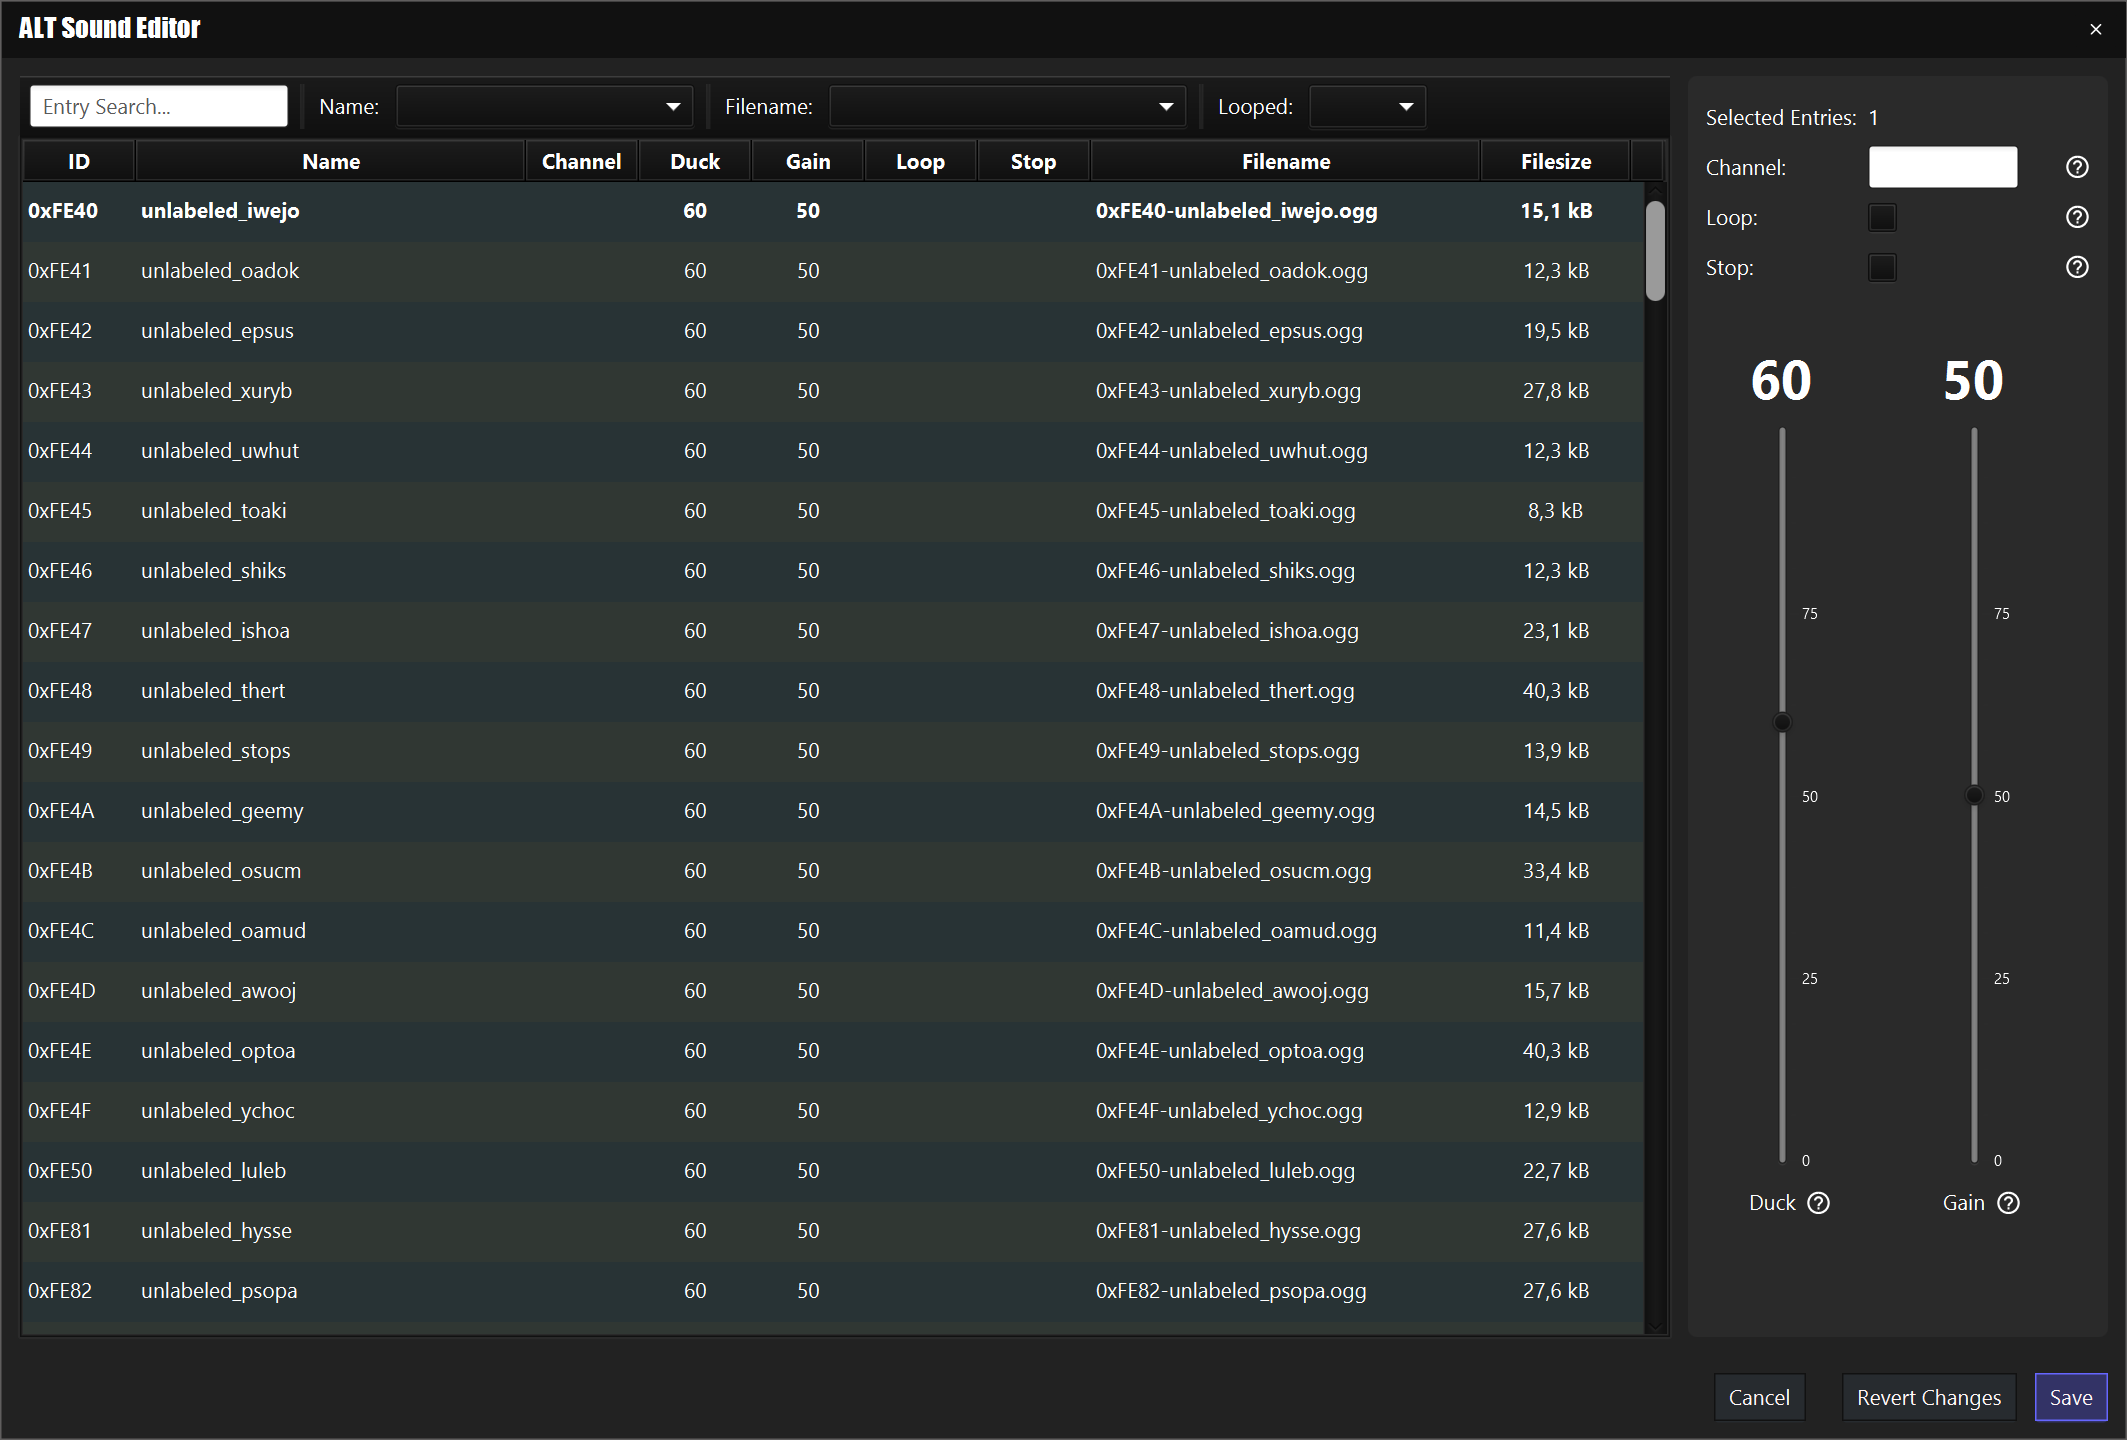 ALT Sound Editor
Entry Search... Name: Filename: Looped:
ID Name Channel Duck Gain Loop Stop Filename Filesize
0xFE40 unlabeled_iwejo 60 50 0xFE40-unlabeled_iwejo.ogg 15,1 kB
0xFE41 unlabeled_oadok 60 50 0xFE41-unlabeled_oadok.ogg 12,3 kB
0xFE42 unlabeled_epsus 60 50 0xFE42-unlabeled_epsus.ogg 19,5 kB
0xFE43 unlabeled_xuryb 60 50 0xFE43-unlabeled_xuryb.ogg 27,8 kB
0xFE44 unlabeled_uwhut 60 50 0xFE44-unlabeled_uwhut.ogg 12,3 kB
0xFE45 unlabeled_toaki 60 50 0xFE45-unlabeled_toaki.ogg 8,3 kB
0xFE46 unlabeled_shiks 60 50 0xFE46-unlabeled_shiks.ogg 12,3 kB
0xFE47 unlabeled_ishoa 60 50 0xFE47-unlabeled_ishoa.ogg 23,1 kB
0xFE48 unlabeled_thert 60 50 0xFE48-unlabeled_thert.ogg 40,3 kB
0xFE49 unlabeled_stops 60 50 0xFE49-unlabeled_stops.ogg 13,9 kB
0xFE4A unlabeled_geemy 60 50 0xFE4A-unlabeled_geemy.ogg 14,5 kB
0xFE4B unlabeled_osucm 60 50 0xFE4B-unlabeled_osucm.ogg 33,4 kB
0xFE4C unlabeled_oamud 60 50 0xFE4C-unlabeled_oamud.ogg 11,4 kB
0xFE4D unlabeled_awooj 60 50 0xFE4D-unlabeled_awooj.ogg 15,7 kB
0xFE4E unlabeled_optoa 60 50 0xFE4E-unlabeled_optoa.ogg 40,3 kB
0xFE4F unlabeled_ychoc 60 50 0xFE4F-unlabeled_ychoc.ogg 12,9 kB
0xFE50 unlabeled_luleb 60 50 0xFE50-unlabeled_luleb.ogg 22,7 kB
0xFE81 unlabeled_hysse 60 50 0xFE81-unlabeled_hysse.ogg 27,6 kB
0xFE82 unlabeled_psopa 60 50 0xFE82-unlabeled_psopa.ogg 27,6 kB
Selected Entries: 1
Channel:
Loop:
Stop:
60 50
75 75
50 50
25 25
0 0
Duck Gain
Cancel Revert Changes Save